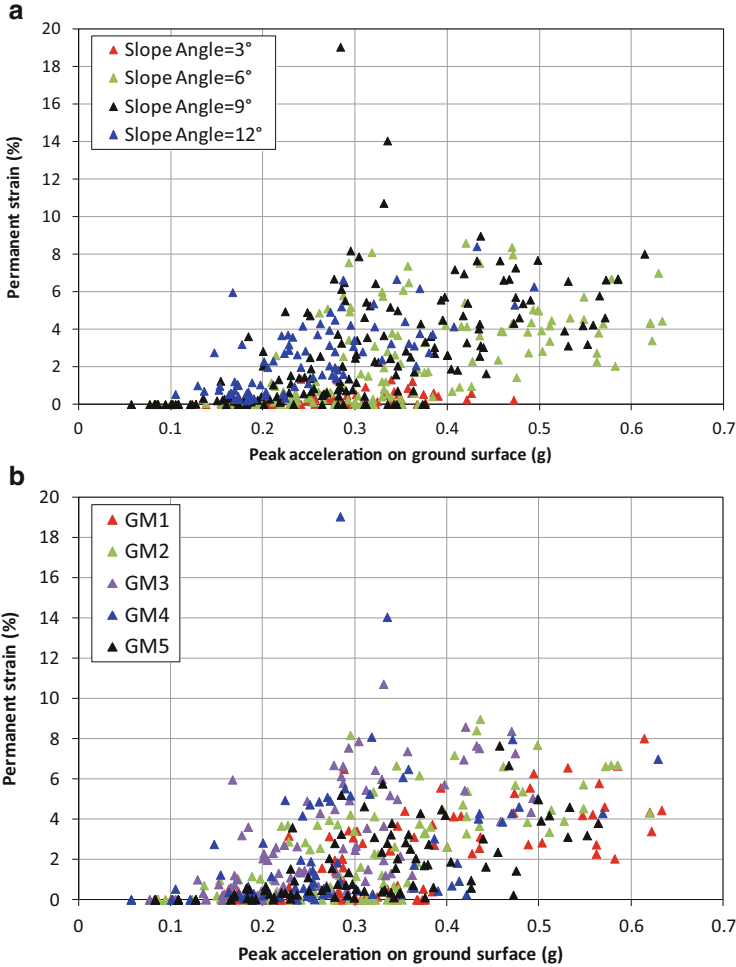 a
20
18
16
14
12
10
8
6
4
2
0
Permanent strain (%)
Slope Angle=3°
Slope Angle=6°
Slope Angle=9°
Slope Angle=12°
0 0.1 0.2 0.3 0.4 0.5 0.6 0.7
Peak acceleration on ground surface (g)
b
20
18
16
14
12
10
8
6
4
2
0
Permanent strain (%)
GM1
GM2
GM3
GM4
GM5
0 0.1 0.2 0.3 0.4 0.5 0.6 0.7
Peak acceleration on ground surface (g)